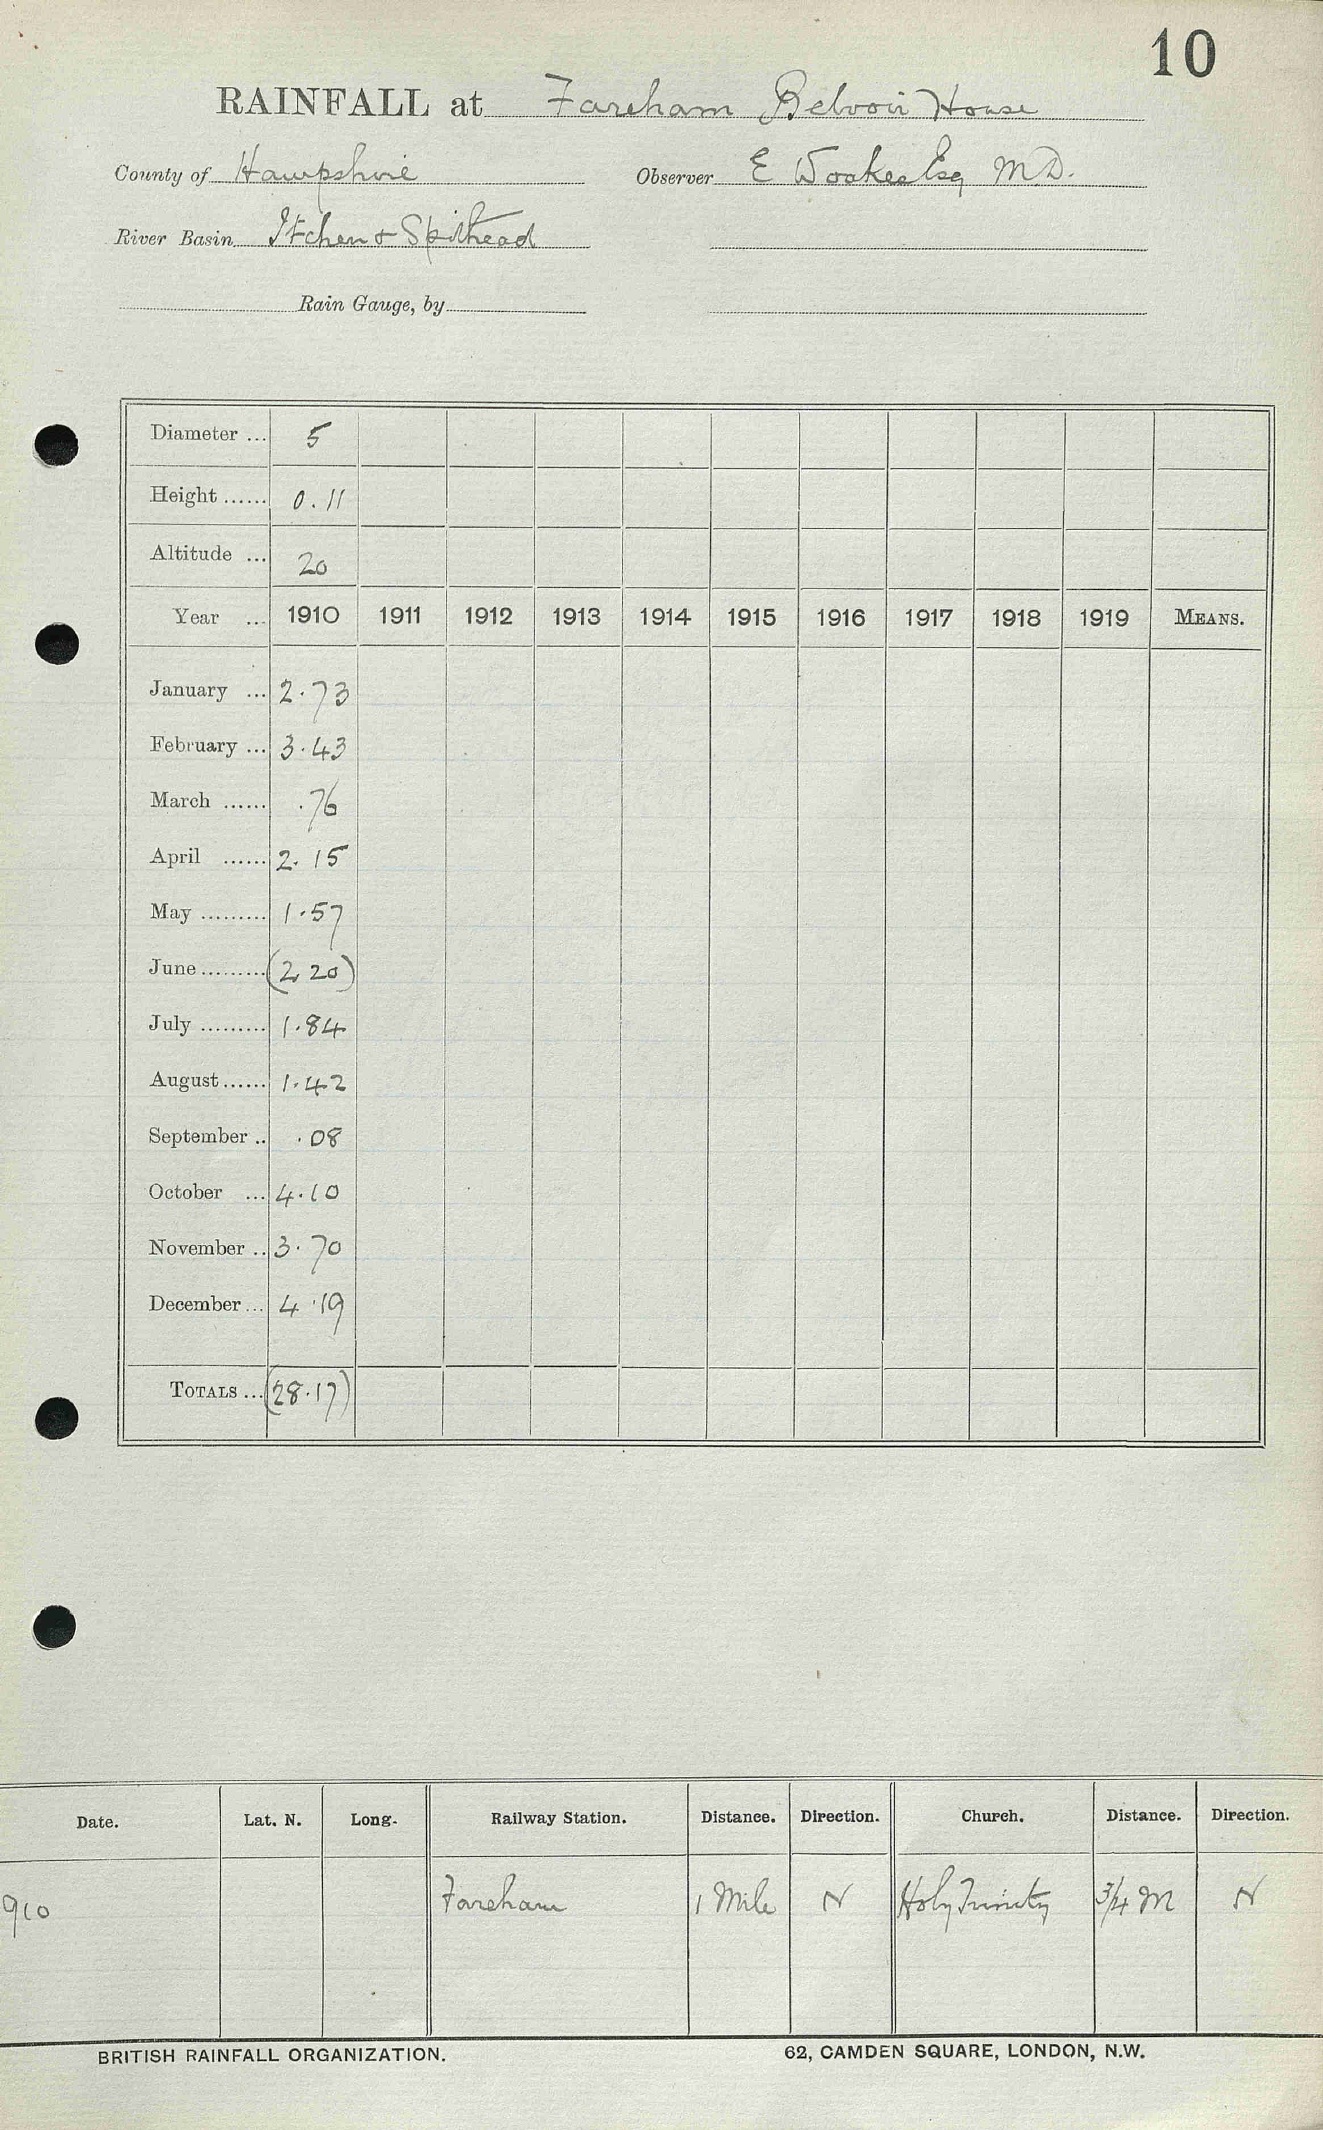 10
RAINFALL at Fareham Belvoir House
County of Hampshire Observer E Woakes Esq M.D.
River Basin Itchen & Spithead
Rain Gauge, by
Diameter ... 5
Height ...... 0.11
Altitude ... 20
Year ... 1910 1911 1912 1913 1914 1915 1916 1917 1918 1919 MEANS.
January ... 2.73
February ... 3.43
March ...... .76
April ...... 2.15
May ......... 1.57
June ......... (2 20)
July ......... 1.84
August ...... 1.42
September .. .08
October ... 4.10
November .. 3.70
December ... 4.19
TOTALS ... (28.17)
Date. Lat. N. Long. Railway Station. Distance. Direction. Church. Distance. Direction.
910 Fareham 1 Mile N Holy Trinity 3/4 M N
BRITISH RAINFALL ORGANIZATION. 62, CAMDEN SQUARE, LONDON, N.W.